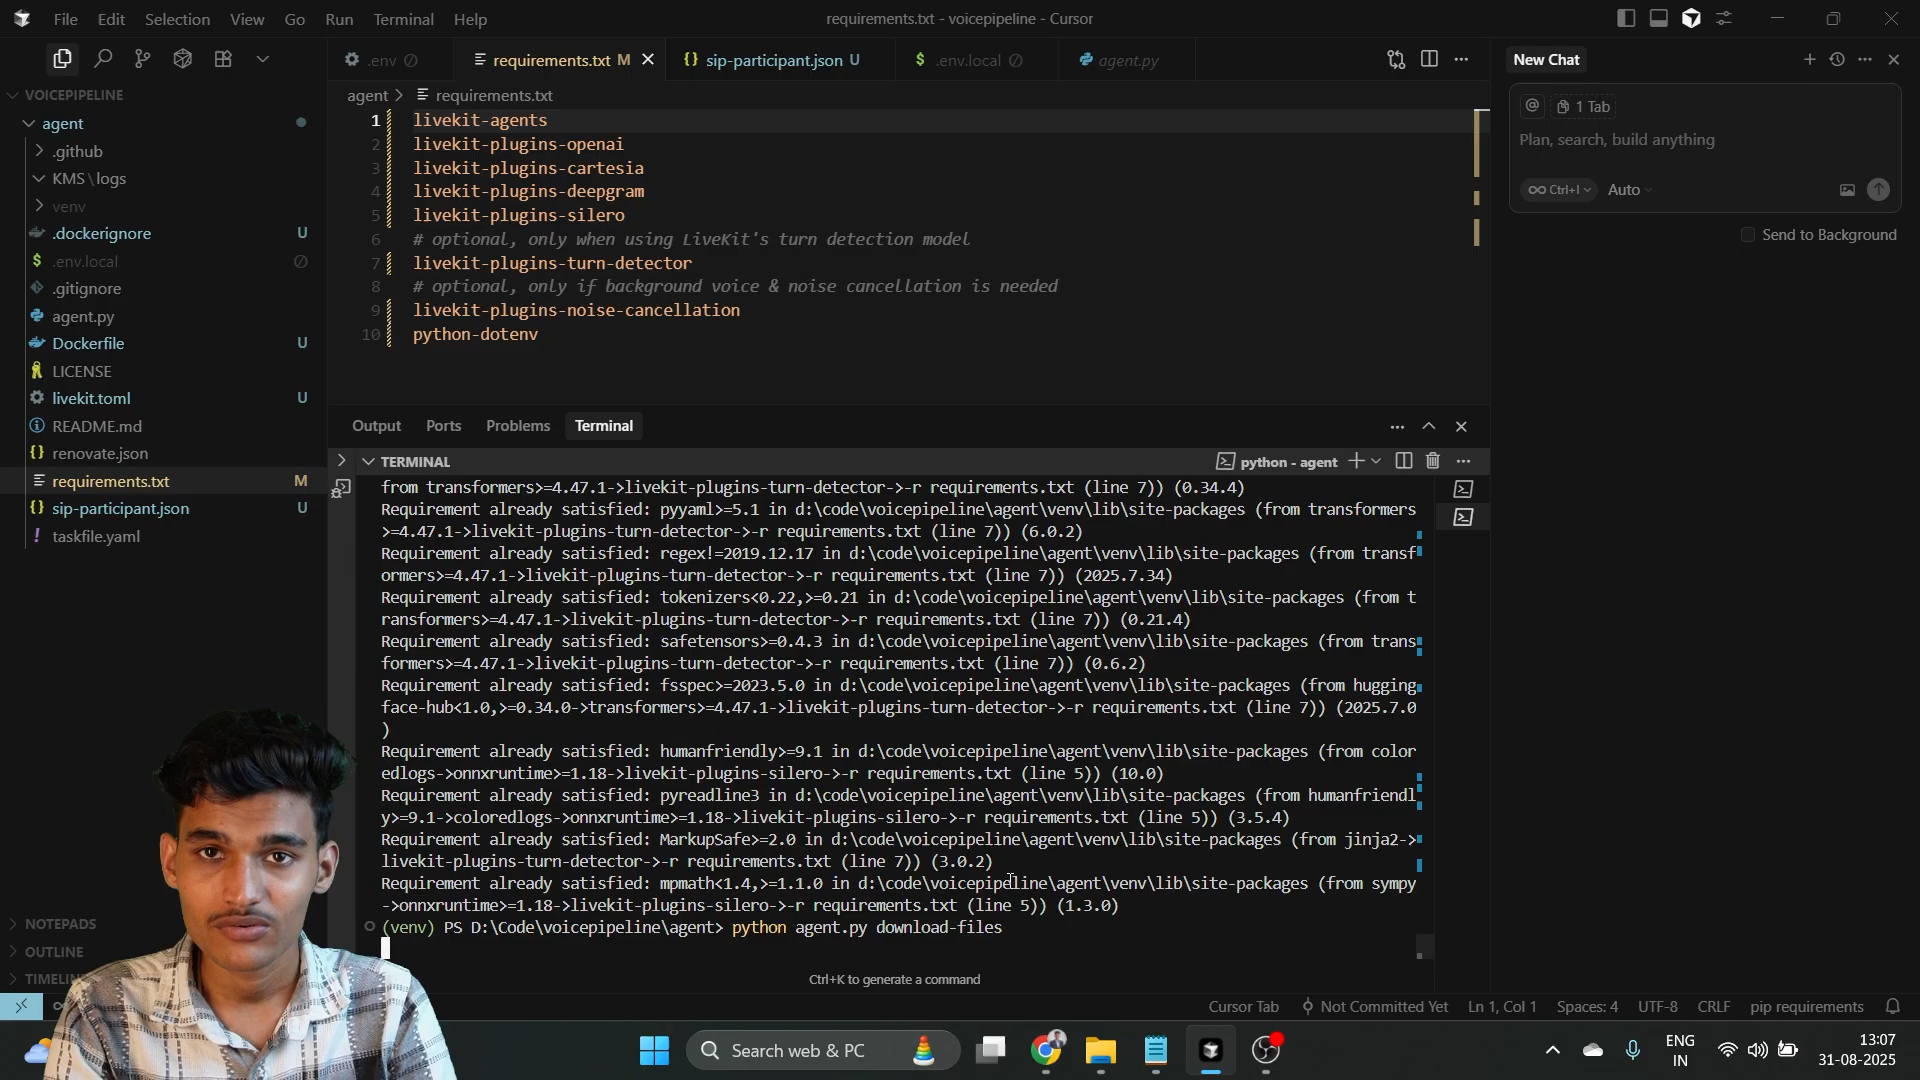 File Edit Selection View Go Run Terminal Help
requirements.txt - voicepipeline - Cursor
.env
requirements.txt M
sip-participant.json U
.env.local
agent.py
New Chat
VOICEPIPELINE
agent
.github
KMS\logs
venv
.dockerignore U
.env.local
.gitignore
agent.py
Dockerfile U
LICENSE
livekit.toml U
README.md
renovate.json
requirements.txt M
sip-participant.json U
taskfile.yaml
NOTEPADS
OUTLINE
agent > requirements.txt
1 livekit-agents
2 livekit-plugins-openai
3 livekit-plugins-cartesia
4 livekit-plugins-deepgram
5 livekit-plugins-silero
6 # optional, only when using LiveKit's turn detection model
7 livekit-plugins-turn-detector
8 # optional, only if background voice & noise cancellation is needed
9 livekit-plugins-noise-cancellation
10 python-dotenv
1 Tab
Plan, search, build anything
Ctrl+I Auto
Send to Background
Output Ports Problems Terminal
TERMINAL
python - agent
from transformers>=4.47.1->livekit-plugins-turn-detector->-r requirements.txt (line 7)) (0.34.4)
Requirement already satisfied: pyyaml>=5.1 in d:\code\voicepipeline\agent\venv\lib\site-packages (from transformers
>=4.47.1->livekit-plugins-turn-detector->-r requirements.txt (line 7)) (6.0.2)
Requirement already satisfied: regex!=2019.12.17 in d:\code\voicepipeline\agent\venv\lib\site-packages (from transf
ormers>=4.47.1->livekit-plugins-turn-detector->-r requirements.txt (line 7)) (2025.7.34)
Requirement already satisfied: tokenizers<0.22,>=0.21 in d:\code\voicepipeline\agent\venv\lib\site-packages (from t
ransformers>=4.47.1->livekit-plugins-turn-detector->-r requirements.txt (line 7)) (0.21.4)
Requirement already satisfied: safetensors>=0.4.3 in d:\code\voicepipeline\agent\venv\lib\site-packages (from trans
formers>=4.47.1->livekit-plugins-turn-detector->-r requirements.txt (line 7)) (0.6.2)
Requirement already satisfied: fsspec>=2023.5.0 in d:\code\voicepipeline\agent\venv\lib\site-packages (from hugging
face-hub<1.0,>=0.34.0->transformers>=4.47.1->livekit-plugins-turn-detector->-r requirements.txt (line 7)) (2025.7.0
)
Requirement already satisfied: humanfriendly>=9.1 in d:\code\voicepipeline\agent\venv\lib\site-packages (from color
edlogs->onnxruntime>=1.18->livekit-plugins-silero->-r requirements.txt (line 5)) (10.0)
Requirement already satisfied: pyreadline3 in d:\code\voicepipeline\agent\venv\lib\site-packages (from humanfriendl
y>=9.1->coloredlogs->onnxruntime>=1.18->livekit-plugins-silero->-r requirements.txt (line 5)) (3.5.4)
Requirement already satisfied: MarkupSafe>=2.0 in d:\code\voicepipeline\agent\venv\lib\site-packages (from jinja2->
livekit-plugins-turn-detector->-r requirements.txt (line 7)) (3.0.2)
Requirement already satisfied: mpmath<1.4,>=1.1.0 in d:\code\voicepipeline\agent\venv\lib\site-packages (from sympy
->onnxruntime>=1.18->livekit-plugins-silero->-r requirements.txt (line 5)) (1.3.0)
(venv) PS D:\Code\voicepipeline\agent> python agent.py download-files
Ctrl+K to generate a command
Cursor Tab Not Committed Yet Ln 1, Col 1 Spaces: 4 UTF-8 CRLF pip requirements
Search web & PC
ENG
IN
13:07
31-08-2025